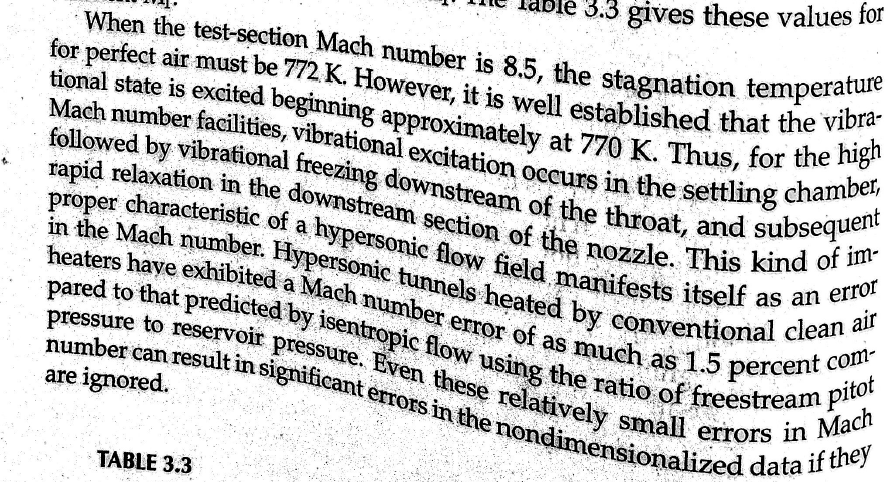 Table 3.3 gives these values for
When the test-section Mach number is 8.5, the stagnation temperature
for perfect air must be 772 K. However, it is well established that the vibra-
tional state is excited beginning approximately at 770 K. Thus, for the high
Mach number facilities, vibrational excitation occurs in the settling chamber,
followed by vibrational freezing downstream of the throat, and subsequent
rapid relaxation in the downstream section of the nozzle. This kind of im-
proper characteristic of a hypersonic flow field manifests itself as an error
in the Mach number. Hypersonic tunnels heated by conventional clean air
heaters have exhibited a Mach number error of as much as 1.5 percent com-
pared to that predicted by isentropic flow using the ratio of freestream pitot
pressure to reservoir pressure. Even these relatively small errors in Mach
number can result in significant errors in the nondimensionalized data if they
are ignored.
TABLE 3.3